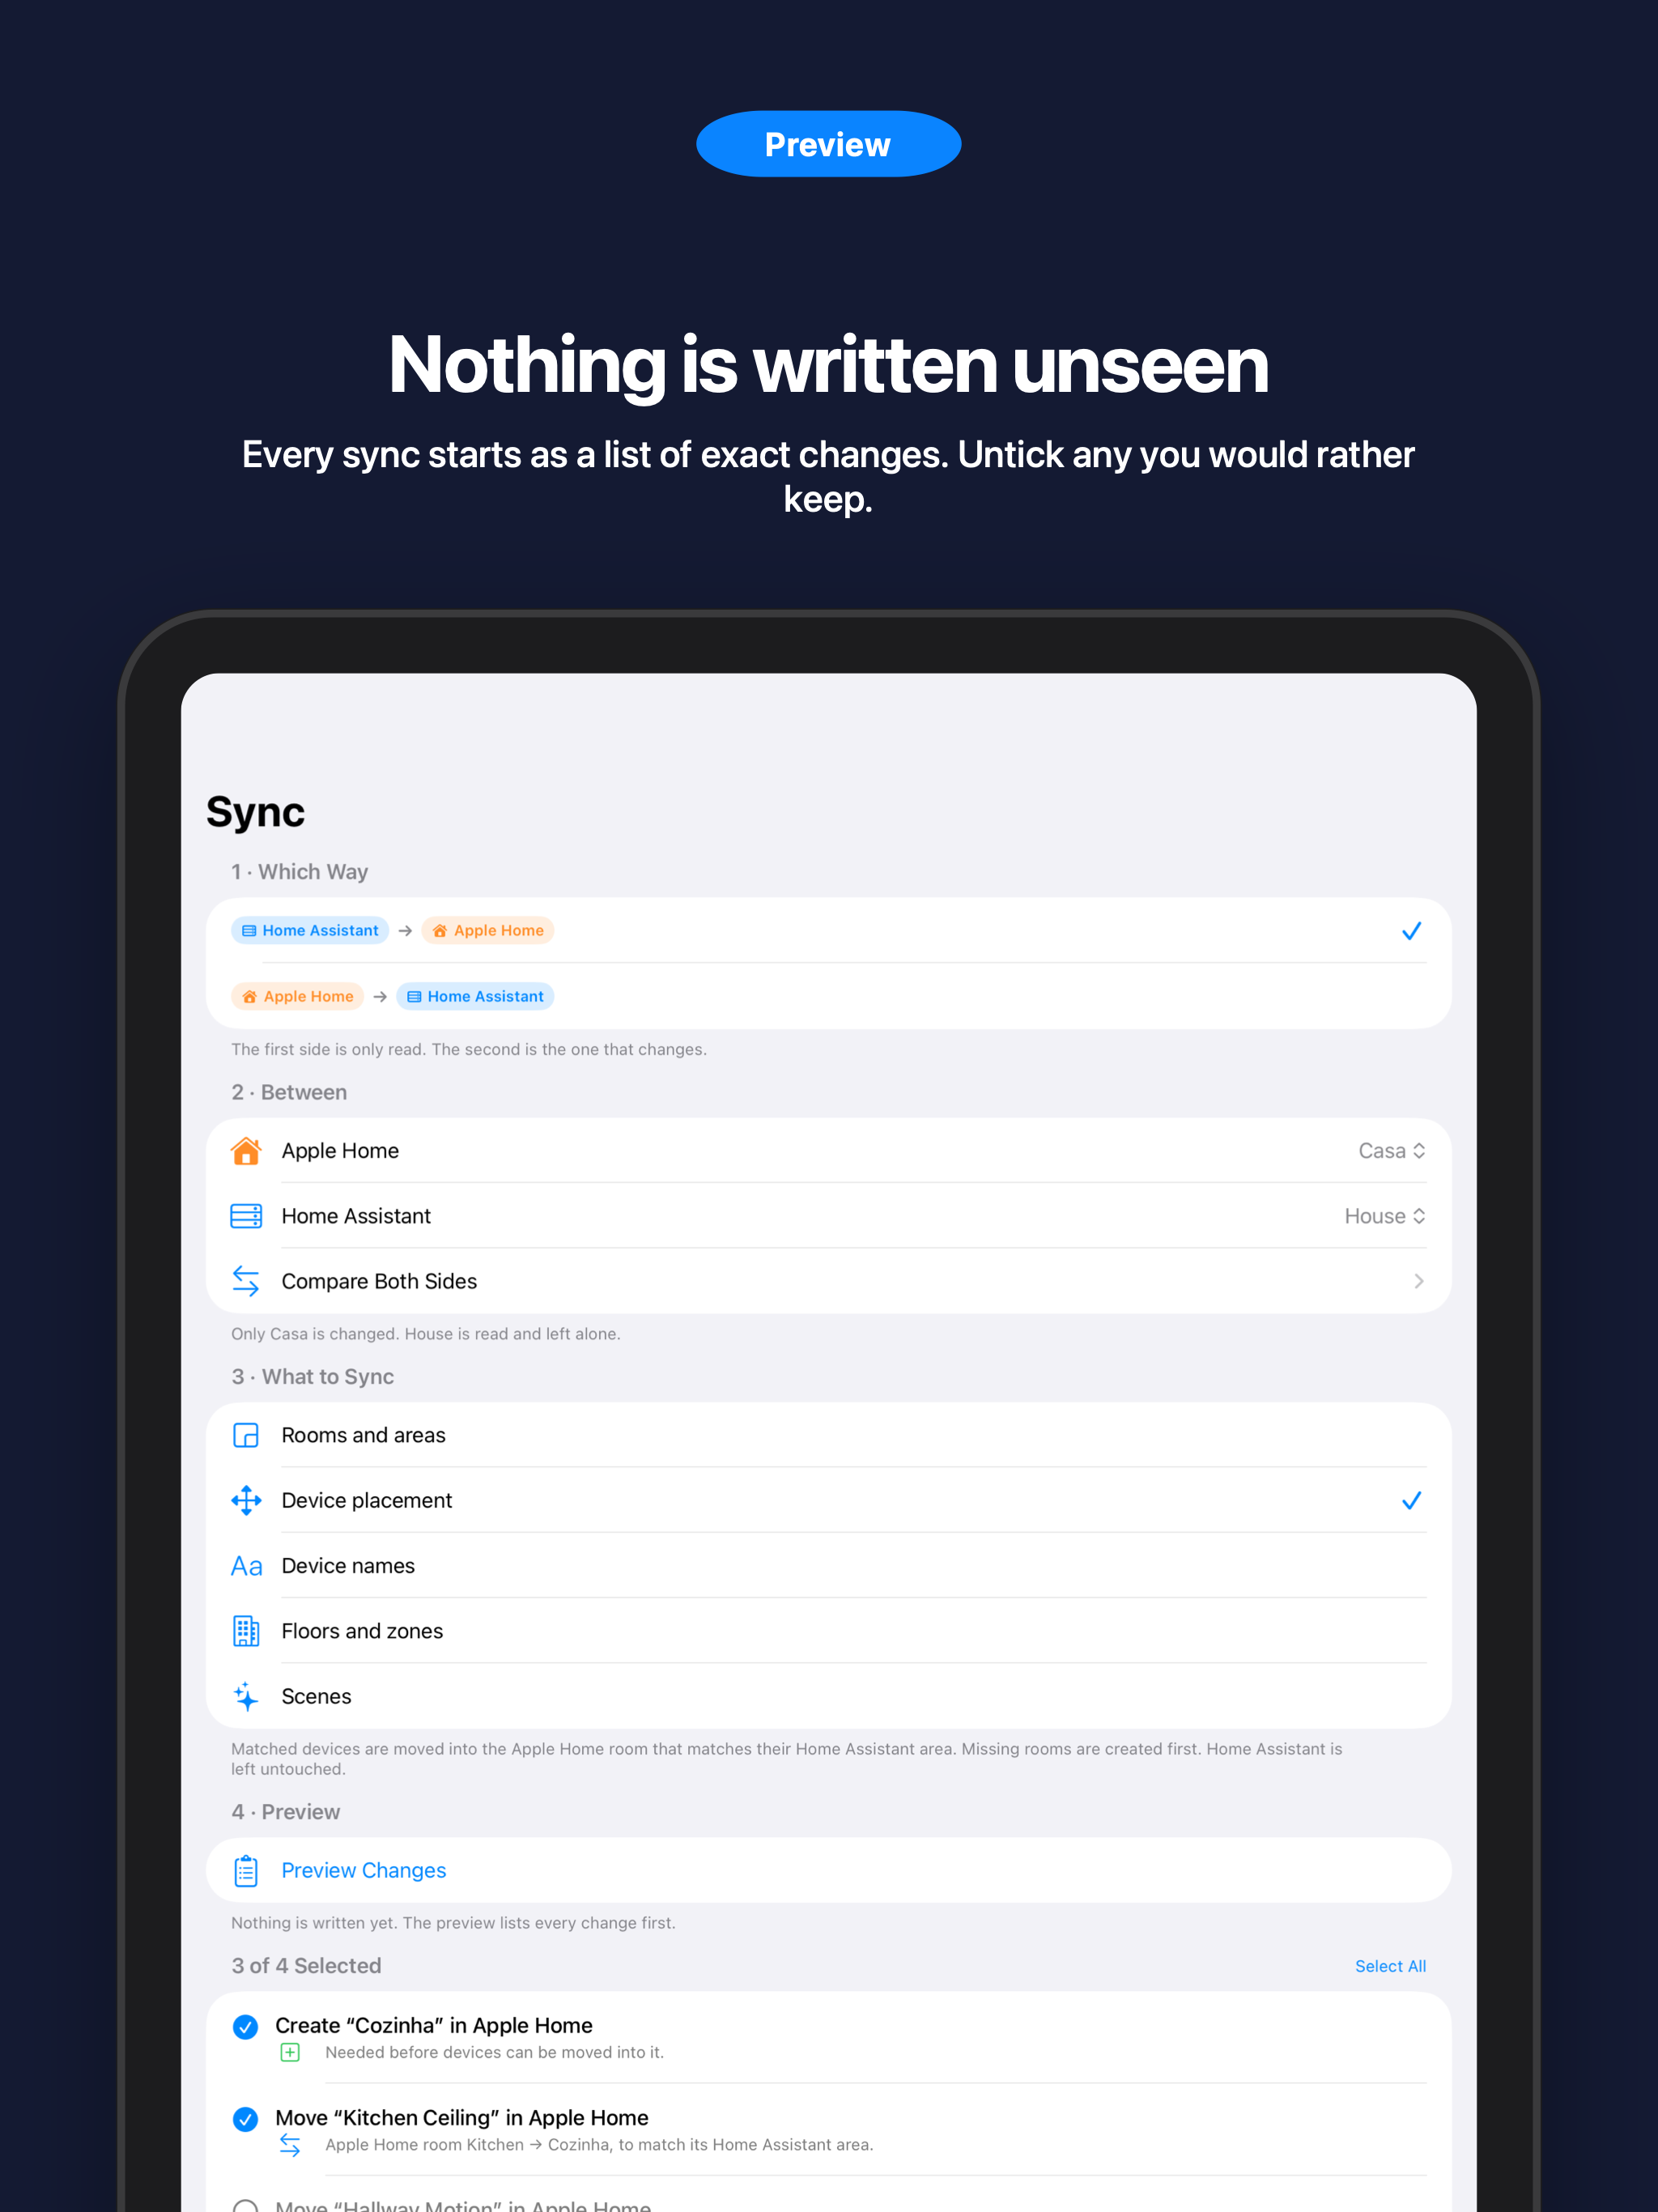 Preview
Nothing is written unseen
Every sync starts as a list of exact changes. Untick any you would rather
keep.
Sync
1 · Which Way
Home Assistant → Apple Home
Apple Home → Home Assistant
The first side is only read. The second is the one that changes.
2 · Between
Apple Home Casa
Home Assistant House
Compare Both Sides
Only Casa is changed. House is read and left alone.
3 · What to Sync
Rooms and areas
Device placement
Aa Device names
Floors and zones
Scenes
Matched devices are moved into the Apple Home room that matches their Home Assistant area. Missing rooms are created first. Home Assistant is
left untouched.
4 · Preview
Preview Changes
Nothing is written yet. The preview lists every change first.
3 of 4 Selected Select All
Create “Cozinha” in Apple Home
Needed before devices can be moved into it.
Move “Kitchen Ceiling” in Apple Home
Apple Home room Kitchen → Cozinha, to match its Home Assistant area.
Move “Hallway Motion” in Apple Home